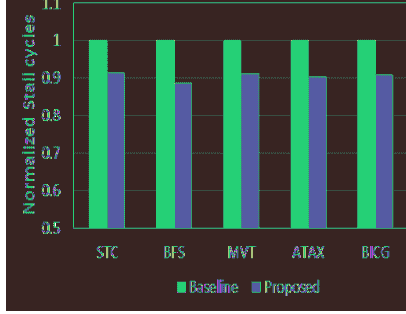 1.1
1
0.9
0.8
0.7
0.6
0.5
Normalized Stall cycles
STC BFS MVT ATAX BICG
Baseline Proposed